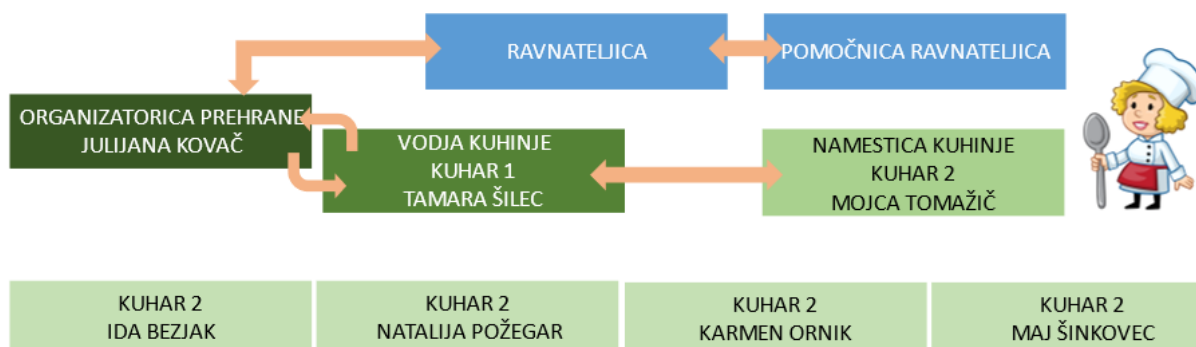 RAVNATELJICA
POMOČNICA RAVNATELJICA
ORGANIZATORICA PREHRANE
JULIJANA KOVAČ
VODJA KUHINJE
KUHAR 1
TAMARA ŠILEC
NAMESTICA KUHINJE
KUHAR 2
MOJCA TOMAŽIČ
KUHAR 2
IDA BEZJAK
KUHAR 2
NATALIJA POŽEGAR
KUHAR 2
KARMEN ORNIK
KUHAR 2
MAJ ŠINKOVEC